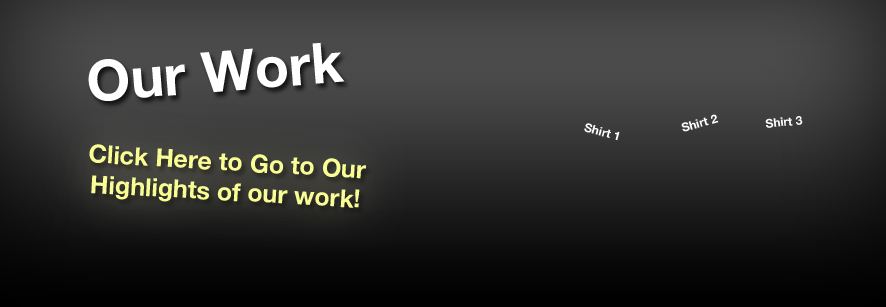 Our Work
Click Here to Go to Our
Highlights of our work!
Shirt 1
Shirt 2
Shirt 3